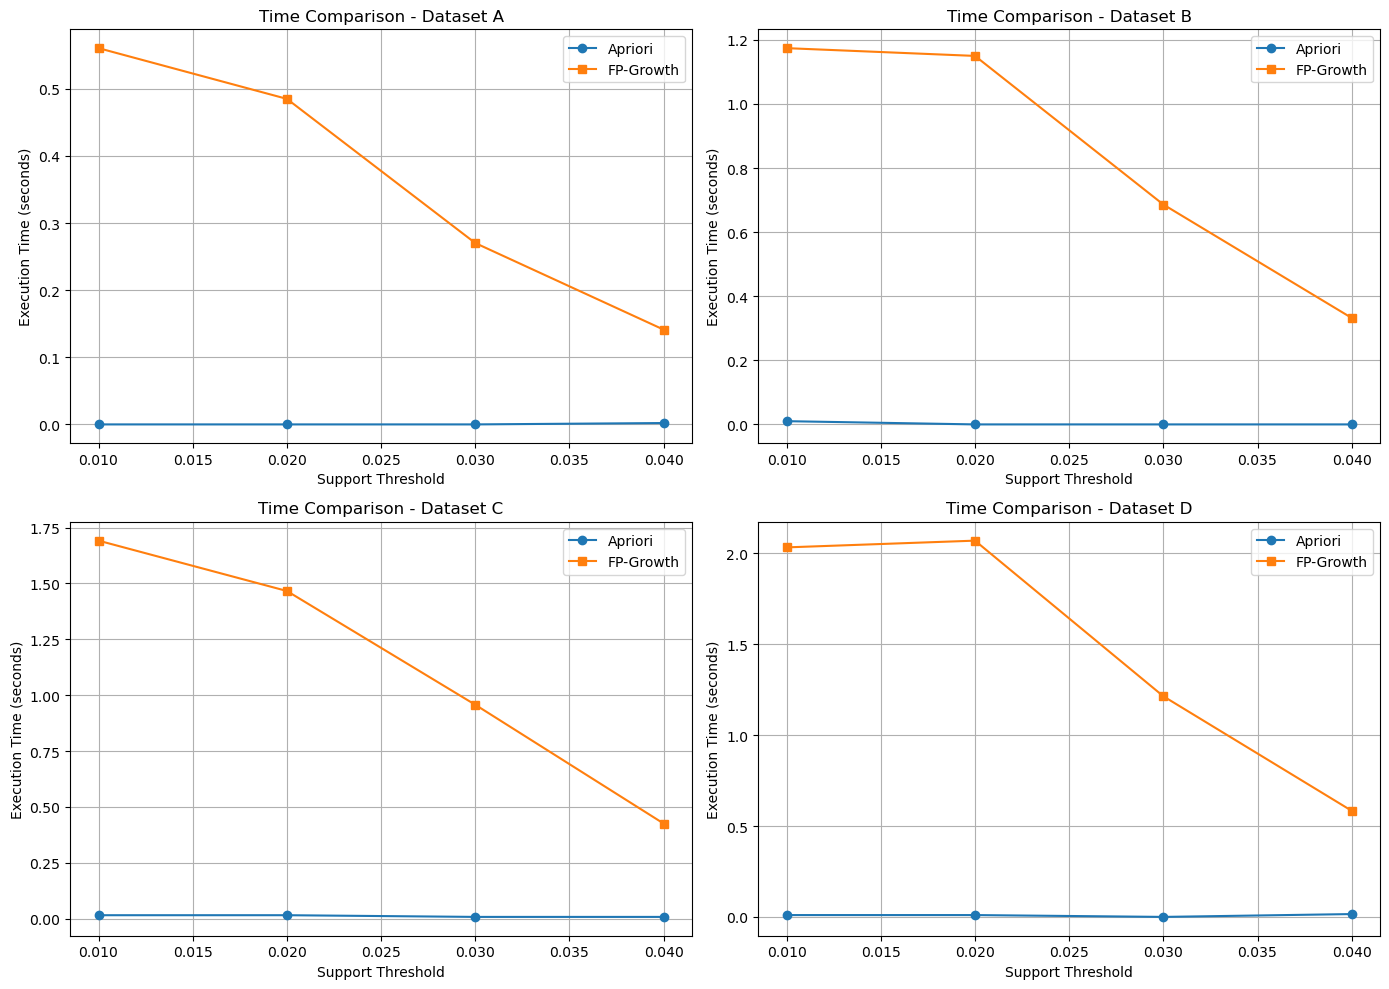 Time Comparison - Dataset A
Execution Time (seconds)
0.5
0.4
0.3
0.2
0.1
0.0
Apriori
FP-Growth
0.010 0.015 0.020 0.025 0.030 0.035 0.040
Support Threshold
Time Comparison - Dataset B
Execution Time (seconds)
1.2
1.0
0.8
0.6
0.4
0.2
0.0
Apriori
FP-Growth
0.010 0.015 0.020 0.025 0.030 0.035 0.040
Support Threshold
Time Comparison - Dataset C
Execution Time (seconds)
1.75
1.50
1.25
1.00
0.75
0.50
0.25
0.00
Apriori
FP-Growth
0.010 0.015 0.020 0.025 0.030 0.035 0.040
Support Threshold
Time Comparison - Dataset D
Execution Time (seconds)
2.0
1.5
1.0
0.5
0.0
Apriori
FP-Growth
0.010 0.015 0.020 0.025 0.030 0.035 0.040
Support Threshold